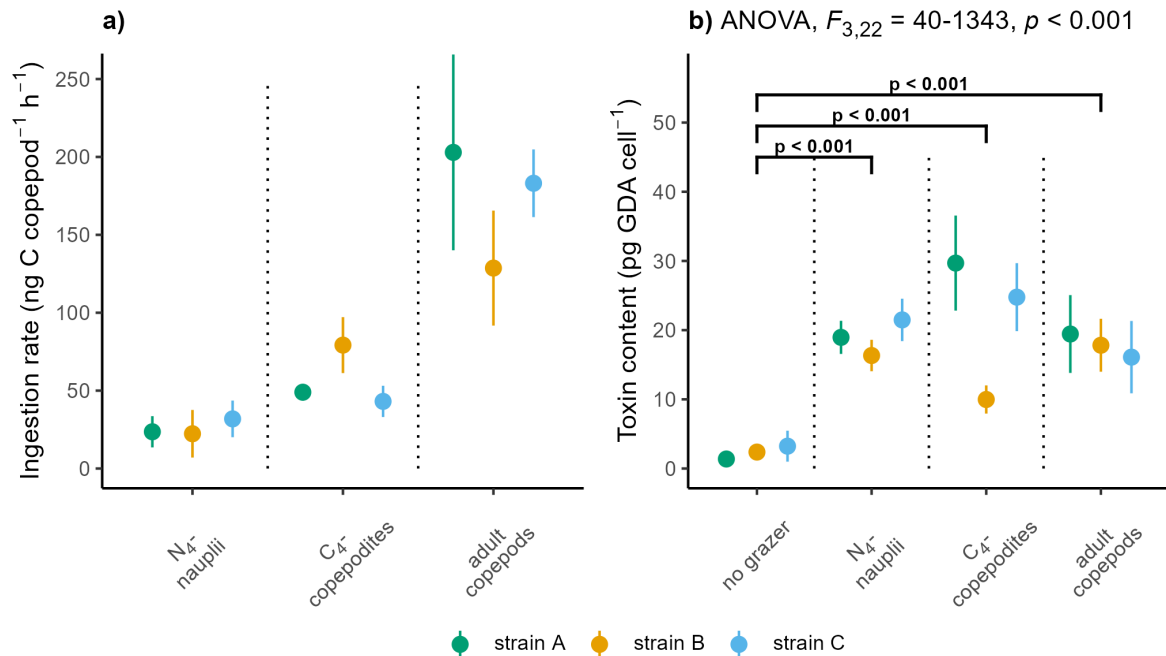 a)
Ingestion rate (ng C copepod⁻¹ h⁻¹)
250
200
150
100
50
0
N₄-
nauplii
C₄-
copepodites
adult
copepods
b) ANOVA, F₃,₂₂ = 40-1343, p < 0.001
Toxin content (pg GDA cell⁻¹)
50
40
30
20
10
0
p < 0.001
p < 0.001
p < 0.001
no grazer
N₄-
nauplii
C₄-
copepodites
adult
copepods
strain A strain B strain C